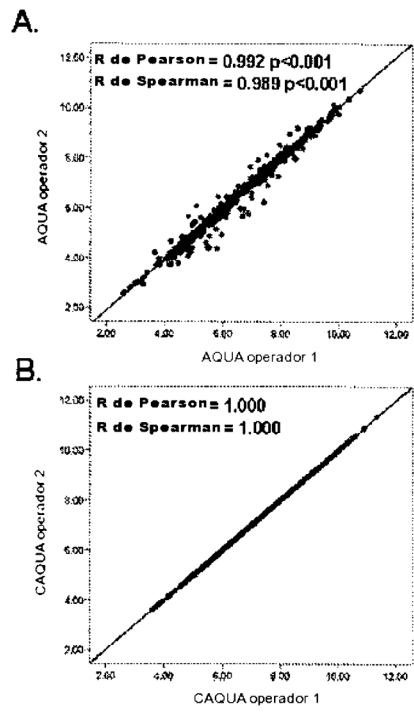 A.
R de Pearson = 0.992 p<0.001
R de Spearman = 0.989 p<0.001
12.00
10.00
8.00
6.00
4.00
2.00
AQUA operador 2
2.00 4.00 6.00 8.00 10.00 12.00
AQUA operador 1
B.
R de Pearson = 1.000
R de Spearman = 1.000
12.00
10.00
8.00
6.00
4.00
2.00
CAQUA operador 2
2.00 4.00 6.00 8.00 10.00 12.00
CAQUA operador 1